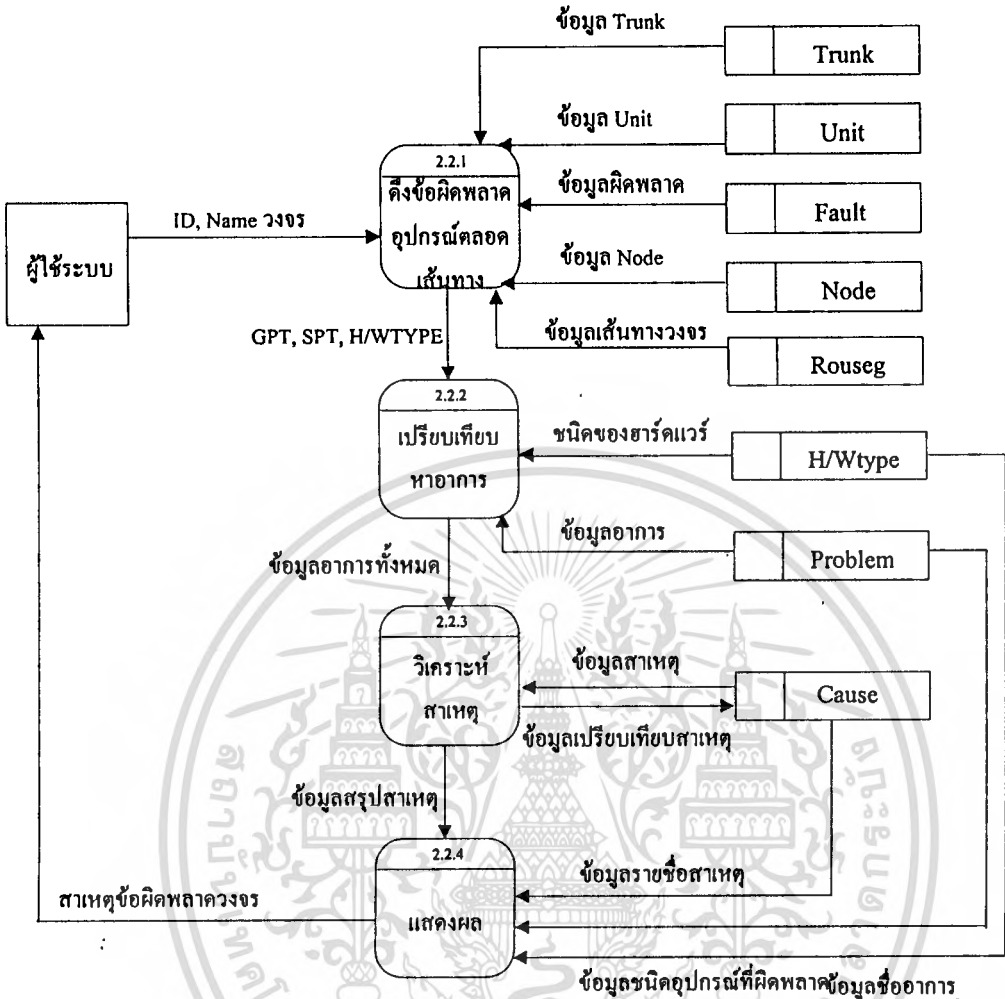 ข้อมูล Trunk
Trunk
ข้อมูล Unit
Unit
2.2.1
ดึงข้อผิดพลาด
อุปกรณ์ตลอด
เส้นทาง
ข้อมูลผิดพลาด
Fault
ID, Name วงจร
ผู้ใช้ระบบ
ข้อมูล Node
Node
ข้อมูลเส้นทางวงจร
Rouseg
GPT, SPT, H/WTYPE
2.2.2
เปรียบเทียบ
หาอาการ
ชนิดของฮาร์ดแวร์
H/Wtype
ข้อมูลอาการ
Problem
ข้อมูลอาการทั้งหมด
2.2.3
วิเคราะห์
สาเหตุ
ข้อมูลสาเหตุ
Cause
ข้อมูลเปรียบเทียบสาเหตุ
ข้อมูลสรุปสาเหตุ
2.2.4
แสดงผล
ข้อมูลรายชื่อสาเหตุ
สาเหตุข้อผิดพลาดวงจร
ข้อมูลชนิดอุปกรณ์ที่ผิดพลาด
ข้อมูลชื่ออาการ